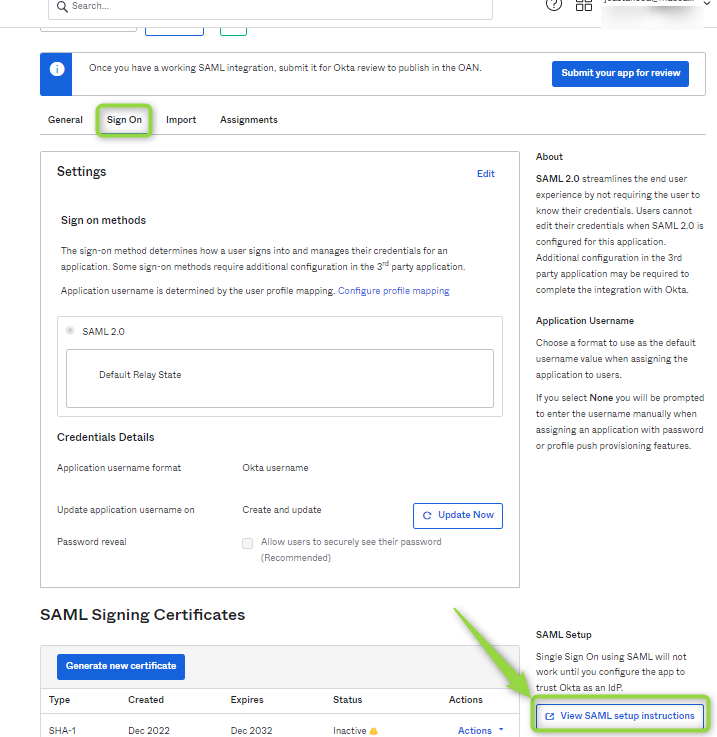 Search...
Once you have a working SAML integration, submit it for Okta review to publish in the OAN.
Submit your app for review
General
Sign On
Import
Assignments
Settings
Edit
Sign on methods
The sign-on method determines how a user signs into and manages their credentials for an
application. Some sign-on methods require additional configuration in the 3rd party application.
Application username is determined by the user profile mapping. Configure profile mapping
SAML 2.0
Default Relay State
Credentials Details
Application username format
Okta username
Update application username on
Create and update
Update Now
Password reveal
Allow users to securely see their password
(Recommended)
About
SAML 2.0 streamlines the end user
experience by not requiring the user to
know their credentials. Users cannot
edit their credentials when SAML 2.0 is
configured for this application.
Additional configuration in the 3rd
party application may be required to
complete the integration with Okta.
Application Username
Choose a format to use as the default
username value when assigning the
application to users.
If you select None you will be prompted
to enter the username manually when
assigning an application with password
or profile push provisioning features.
SAML Signing Certificates
Generate new certificate
Type
Created
Expires
Status
Actions
SHA-1
Dec 2022
Dec 2032
Inactive
Actions
SAML Setup
Single Sign On using SAML will not
work until you configure the app to
trust Okta as an IdP.
View SAML setup instructions